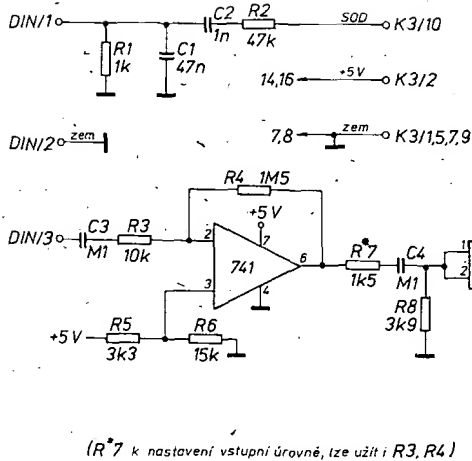 DIN/1
C2
1n
R2
47k
SOD
K3/10
R1
1k
C1
47n
14,16
+5V
K3/2
DIN/2
zem
7,8
zem
K3/1,5,7,9
R4 1M5
+5V
DIN/3
C3
M1
R3
10k
2
7
741
6
3
4
R*7
1k5
C4
M1
1
2
R8
3k9
+5V
R5
3k3
R6
15k
(R*7 k nastavení vstupní úrovně, lze užít i R3, R4)